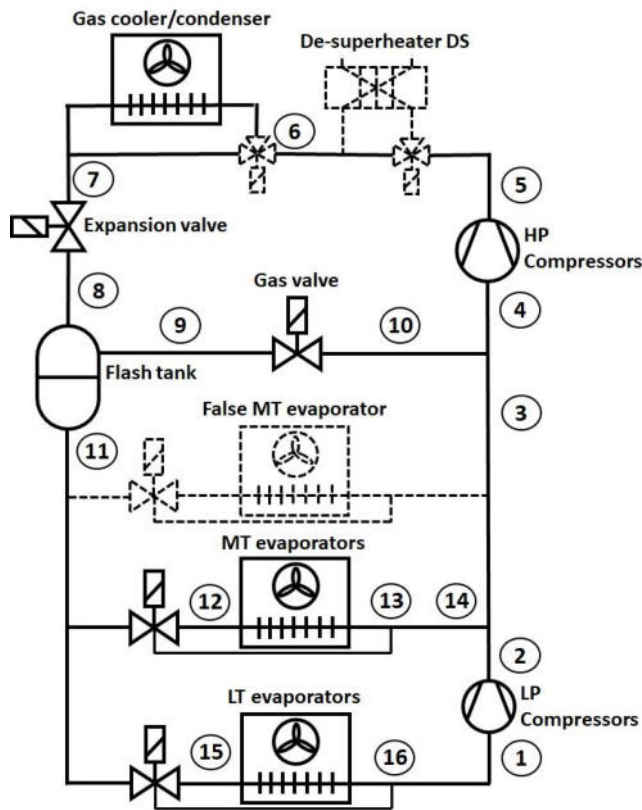 Gas cooler/condenser
De-superheater DS
6
7
5
Expansion valve
HP
Compressors
8
Gas valve
4
9
10
Flash tank
3
False MT evaporator
11
MT evaporators
12
13
14
2
LT evaporators
LP
Compressors
15
16
1